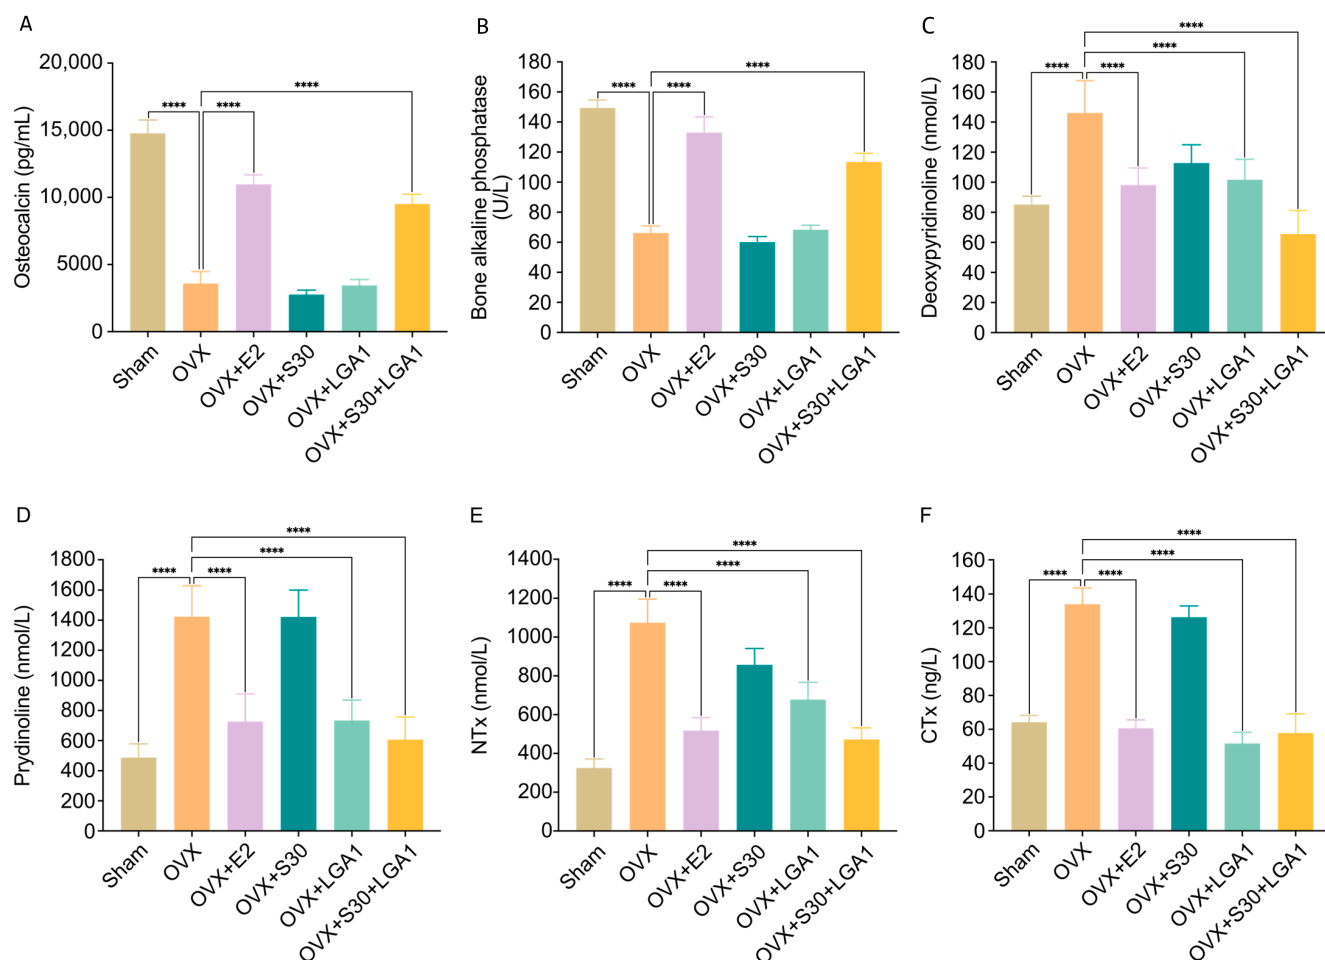 A
Osteocalcin (pg/mL)
20,000
15,000
10,000
5000
0
****
****
****
Sham
OVX
OVX+E2
OVX+S30
OVX+LGA1
OVX+S30+LGA1
B
Bone alkaline phosphatase
(U/L)
180
160
140
120
100
80
60
40
20
0
****
****
****
Sham
OVX
OVX+E2
OVX+S30
OVX+LGA1
OVX+S30+LGA1
C
Deoxypyridinoline (nmol/L)
180
160
140
120
100
80
60
40
20
0
****
****
****
****
Sham
OVX
OVX+E2
OVX+S30
OVX+LGA1
OVX+S30+LGA1
D
Prydinoline (nmol/L)
1800
1600
1400
1200
1000
800
600
400
200
0
****
****
****
****
Sham
OVX
OVX+E2
OVX+S30
OVX+LGA1
OVX+S30+LGA1
E
NTx (nmol/L)
1400
1200
1000
800
600
400
200
0
****
****
****
****
Sham
OVX
OVX+E2
OVX+S30
OVX+LGA1
OVX+S30+LGA1
F
CTx (ng/L)
160
140
120
100
80
60
40
20
0
****
****
****
****
Sham
OVX
OVX+E2
OVX+S30
OVX+LGA1
OVX+S30+LGA1